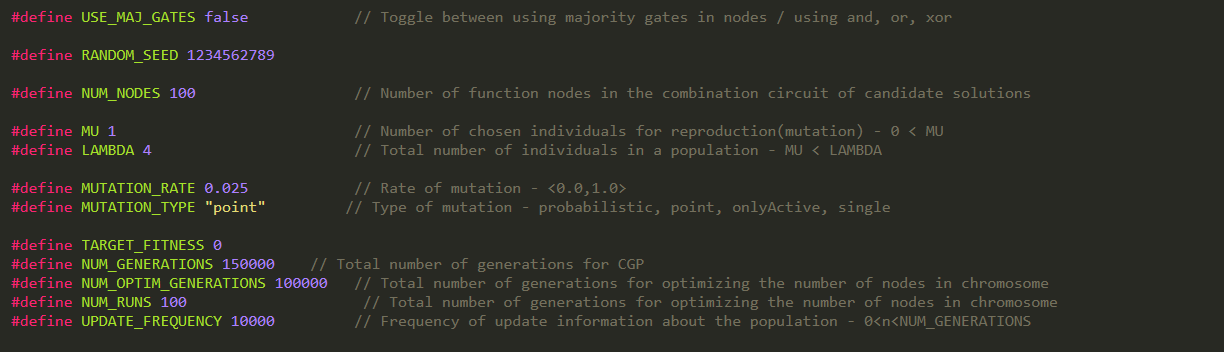 #define USE_MAJ_GATES false // Toggle between using majority gates in nodes / using and, or, xor
#define RANDOM_SEED 1234562789
#define NUM_NODES 100 // Number of function nodes in the combination circuit of candidate solutions
#define MU 1 // Number of chosen individuals for reproduction(mutation) - 0 < MU
#define LAMBDA 4 // Total number of individuals in a population - MU < LAMBDA
#define MUTATION_RATE 0.025 // Rate of mutation - <0.0,1.0>
#define MUTATION_TYPE "point" // Type of mutation - probabilistic, point, onlyActive, single
#define TARGET_FITNESS 0
#define NUM_GENERATIONS 150000 // Total number of generations for CGP
#define NUM_OPTIM_GENERATIONS 100000 // Total number of generations for optimizing the number of nodes in chromosome
#define NUM_RUNS 100 // Total number of generations for optimizing the number of nodes in chromosome
#define UPDATE_FREQUENCY 10000 // Frequency of update information about the population - 0<n<NUM_GENERATIONS